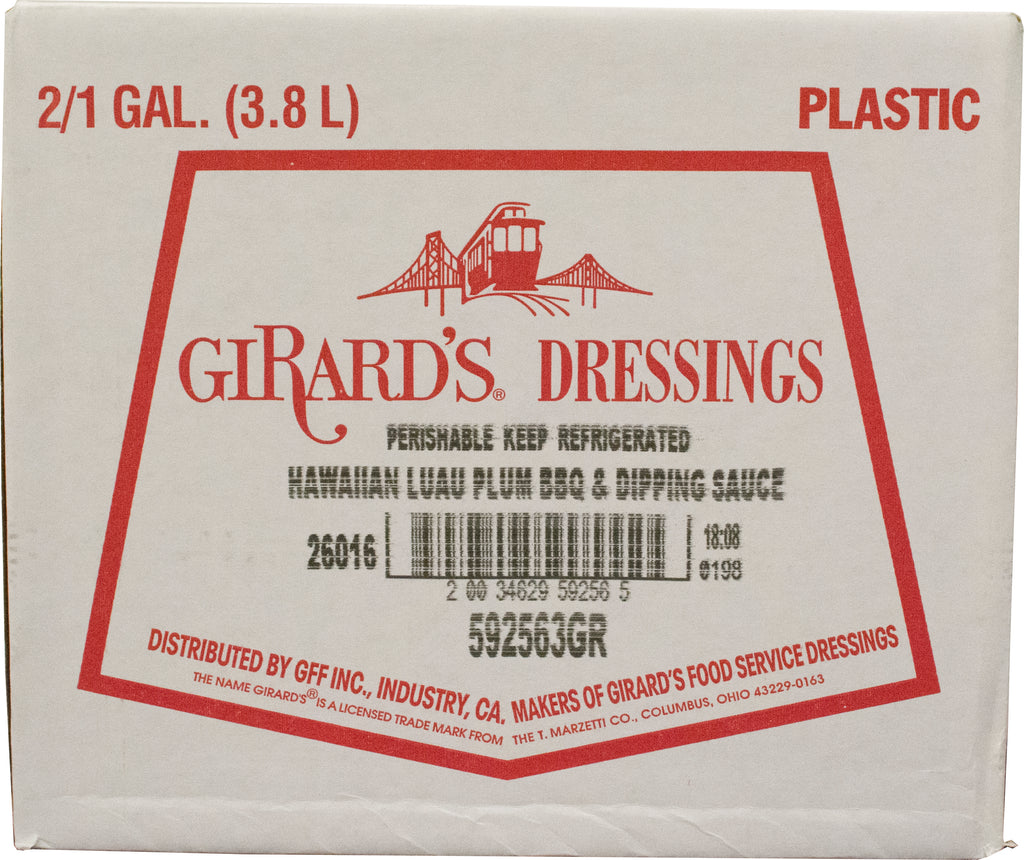 2/1 GAL. (3.8 L)
PLASTIC
GIRARD'S® DRESSINGS
PERISHABLE KEEP REFRIGERATED
HAWAIIAN LUAU PLUM BBQ & DIPPING SAUCE
26016
18:08
0198
2 00 34629 59256 5
592563GR
DISTRIBUTED BY GFF INC., INDUSTRY, CA. MAKERS OF GIRARD'S FOOD SERVICE DRESSINGS
THE NAME GIRARD'S® IS A LICENSED TRADE MARK FROM THE T. MARZETTI CO., COLUMBUS, OHIO 43229-0163